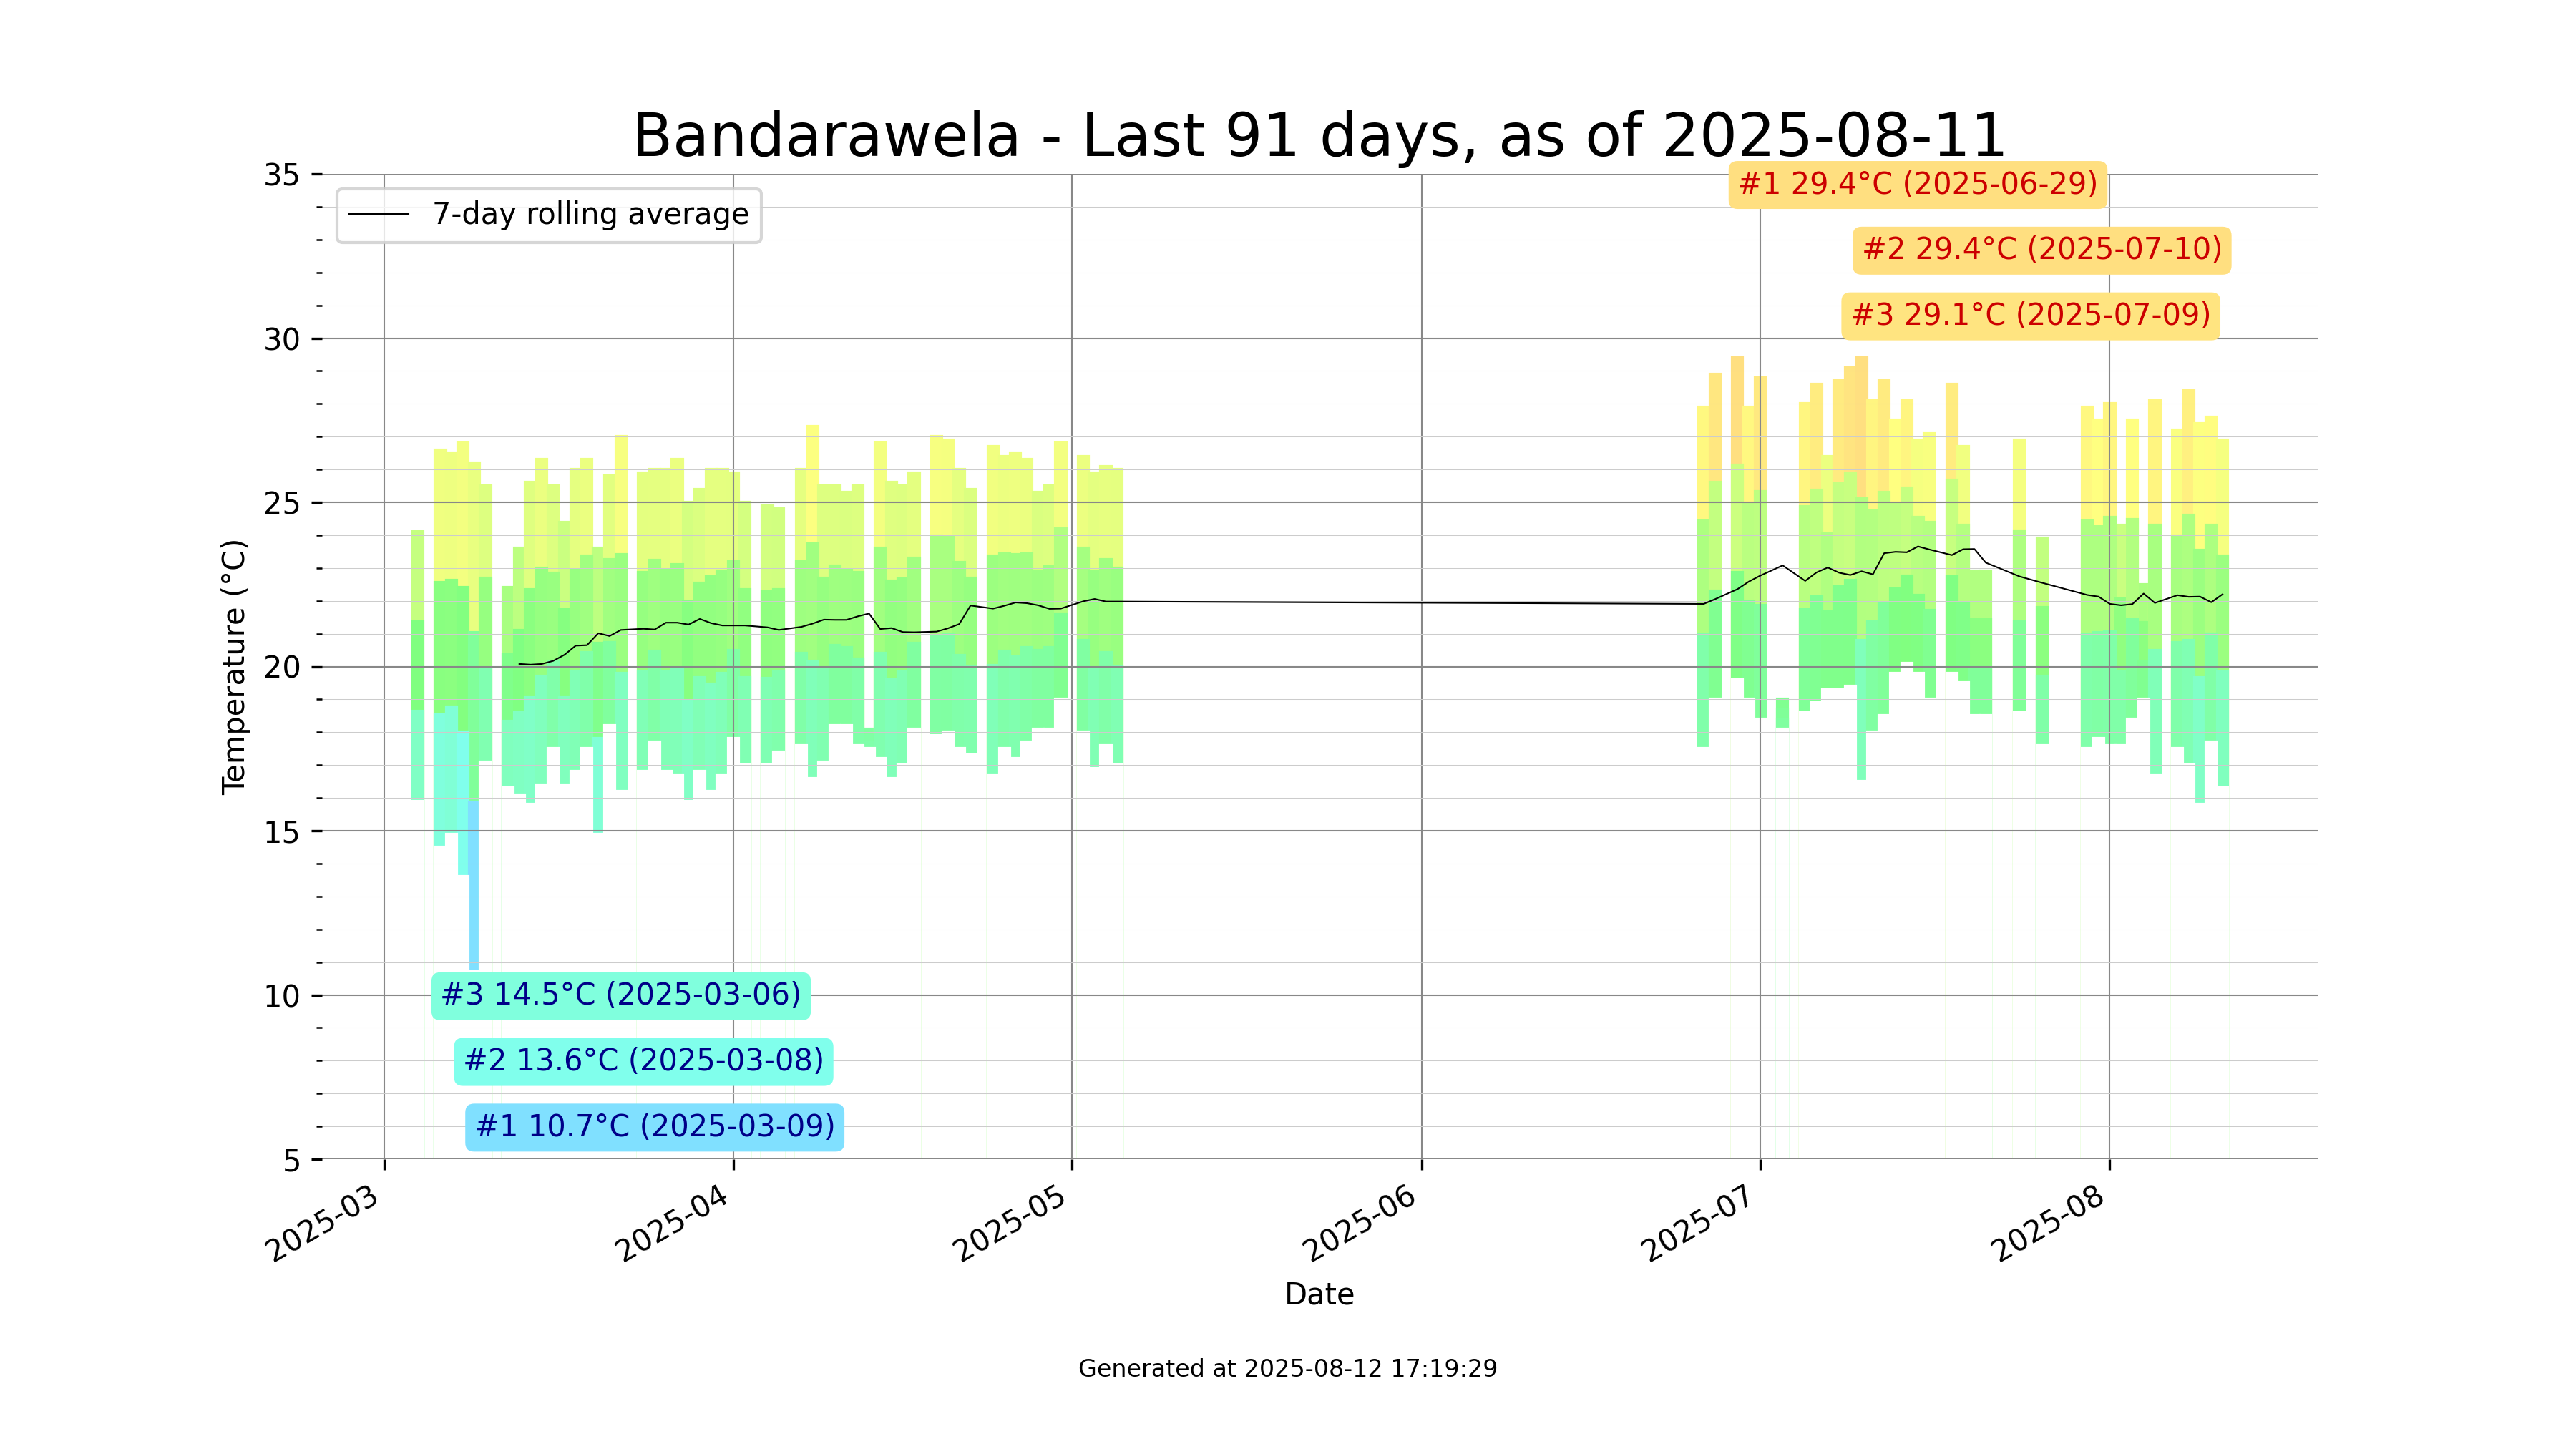 Bandarawela - Last 91 days, as of 2025-08-11
35
#1 29.4°C (2025-06-29)
7-day rolling average
#2 29.4°C (2025-07-10)
#3 29.1°C (2025-07-09)
30
25
Temperature (°C)
20
15
10
#3 14.5°C (2025-03-06)
#2 13.6°C (2025-03-08)
#1 10.7°C (2025-03-09)
5
2025-03
2025-04
2025-05
2025-06
2025-07
2025-08
Date
Generated at 2025-08-12 17:19:29